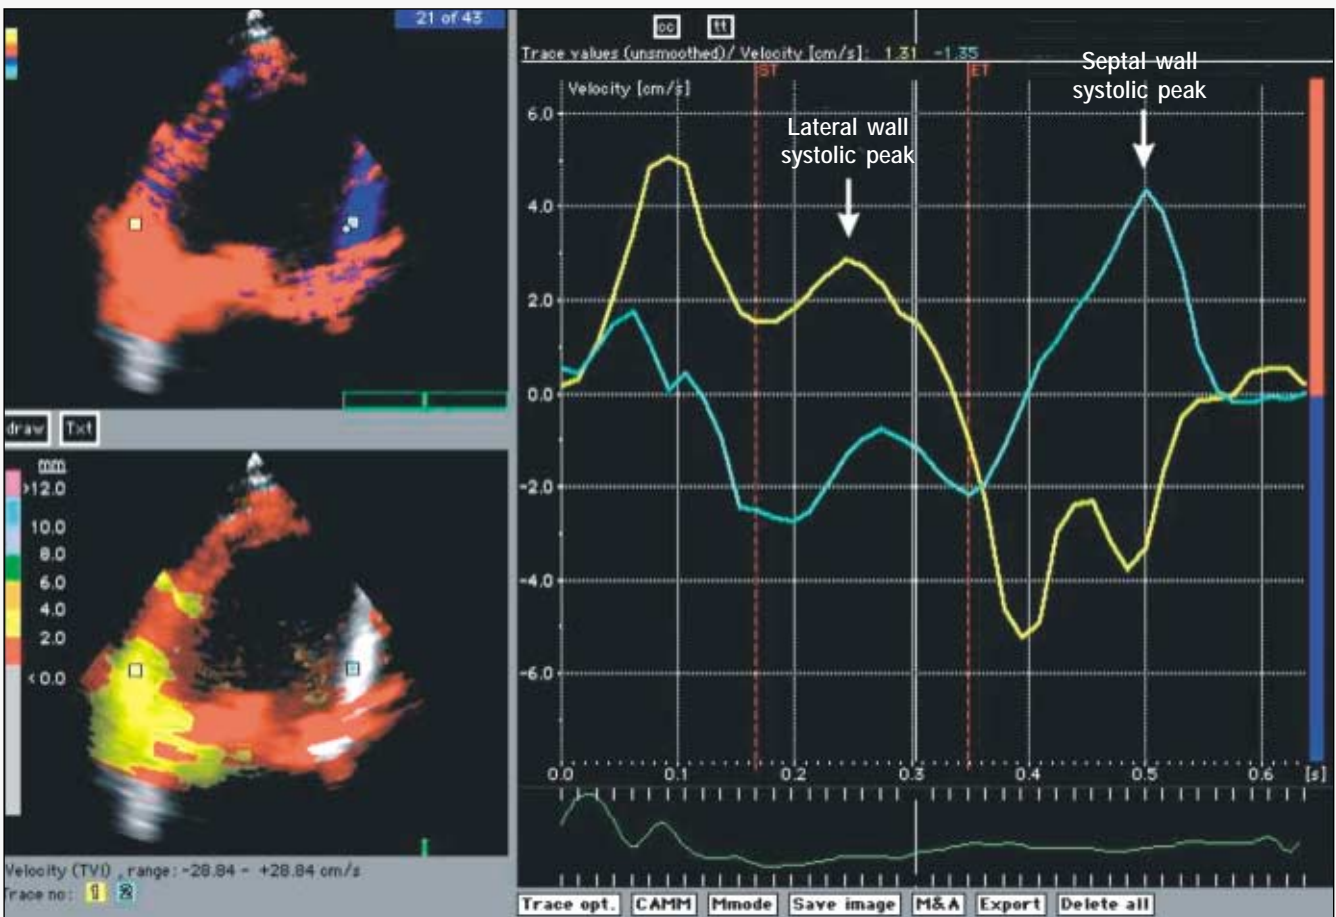 21 of 43
draw Txt
mm
>12.0
10.0
8.0
6.0
4.0
2.0
<0.0
Velocity (TVI) , range: -28.84 - +28.84 cm/s
Trace no: 1 2
cc tt
Trace values (unsmoothed)/ Velocity [cm/s]: 1.31 -1.35
ST
ET
Velocity [cm/s]
Lateral wall
systolic peak
Septal wall
systolic peak
6.0
4.0
2.0
0.0
-2.0
-4.0
-6.0
0.0 0.1 0.2 0.3 0.4 0.5 0.6 [s]
Trace opt. CAMM Mmode Save image M&A Export Delete all